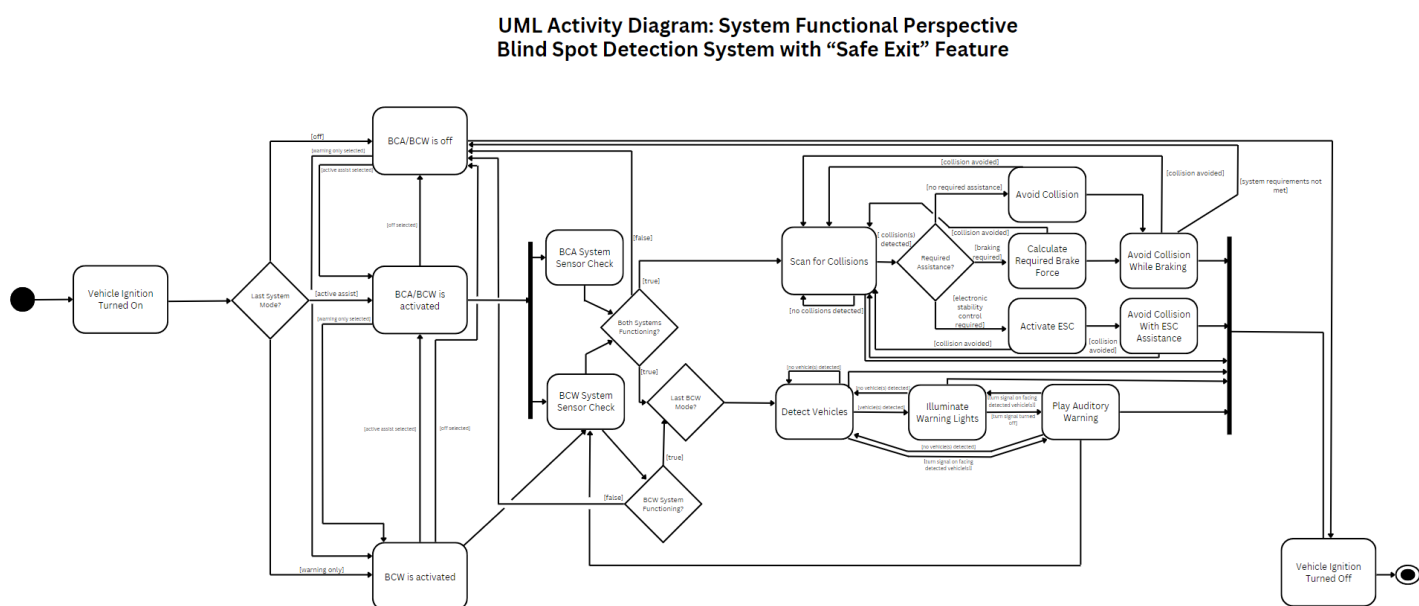 UML Activity Diagram: System Functional Perspective
Blind Spot Detection System with “Safe Exit” Feature
Vehicle Ignition
Turned On
Last System
Mode?
[off]
[warning only selected]
[active assist selected]
[active assist]
[warning only selected]
[warning only]
BCA/BCW is off
[off selected]
BCA/BCW is
activated
[active assist selected]
[off selected]
BCW is activated
BCA System
Sensor Check
BCW System
Sensor Check
[false]
[true]
Both Systems
Functioning?
[true]
Last BCW
Mode?
[true]
[false]
BCW System
Functioning?
Scan for Collisions
[no collisions detected]
[ collision(s)
detected]
Required
Assistance?
[collision avoided]
[no required assistance]
Avoid Collision
[collision avoided]
[system requirements not
met]
[collision avoided]
[braking
required]
Calculate
Required Brake
Force
Avoid Collision
While Braking
[electronic
stability
control
required]
Activate ESC
Avoid Collision
With ESC
Assistance
[collision avoided]
[collision
avoided]
[no vehicle(s) detected]
Detect Vehicles
[no vehicle(s) detected]
[vehicle(s) detected]
Illuminate
Warning Lights
[turn signal on facing
detected vehicle(s)]
[turn signal turned
off]
Play Auditory
Warning
[no vehicle(s) detected]
[turn signal on facing
detected vehicle(s)]
Vehicle Ignition
Turned Off